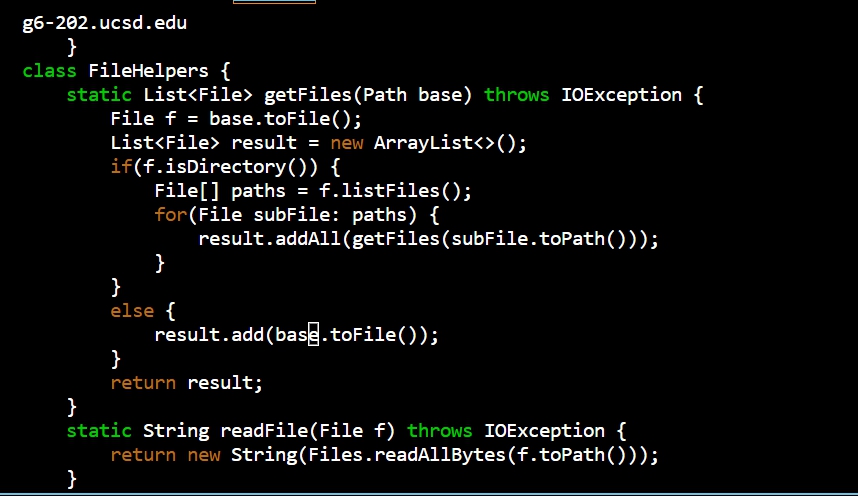 g6-202.ucsd.edu
    }
class FileHelpers {
    static List<File> getFiles(Path base) throws IOException {
        File f = base.toFile();
        List<File> result = new ArrayList<>();
        if(f.isDirectory()) {
            File[] paths = f.listFiles();
            for(File subFile: paths) {
                result.addAll(getFiles(subFile.toPath()));
            }
        }
        else {
            result.add(base.toFile());
        }
        return result;
    }
    static String readFile(File f) throws IOException {
        return new String(Files.readAllBytes(f.toPath()));
    }